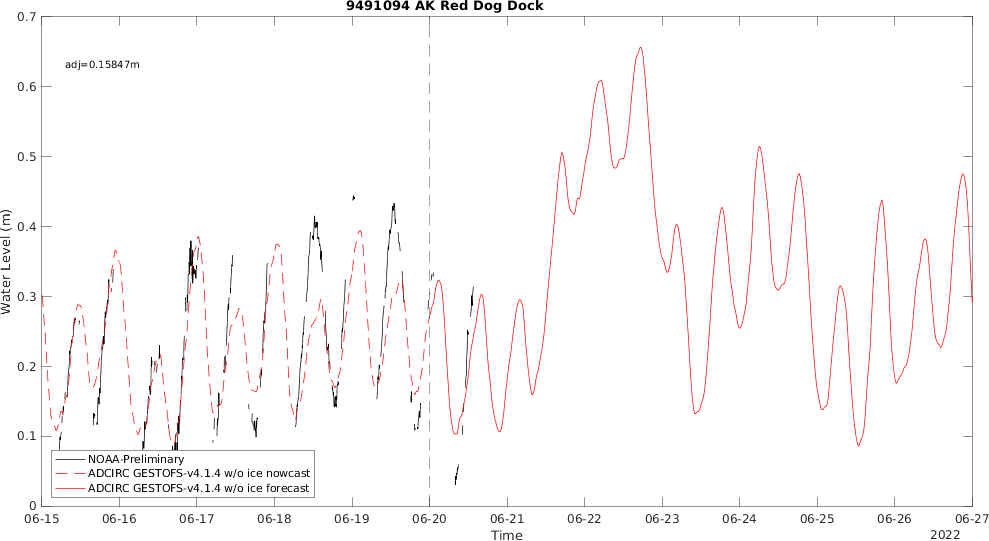 9491094 AK Red Dog Dock
0.7
adj=0.15847m
0.6
0.5
0.4
0.3
0.2
0.1
0
Water Level (m)
NOAA-Preliminary
ADCIRC GESTOFS-v4.1.4 w/o ice nowcast
ADCIRC GESTOFS-v4.1.4 w/o ice forecast
06-15 06-16 06-17 06-18 06-19 06-20 06-21 06-22 06-23 06-24 06-25 06-26 06-27
Time
2022